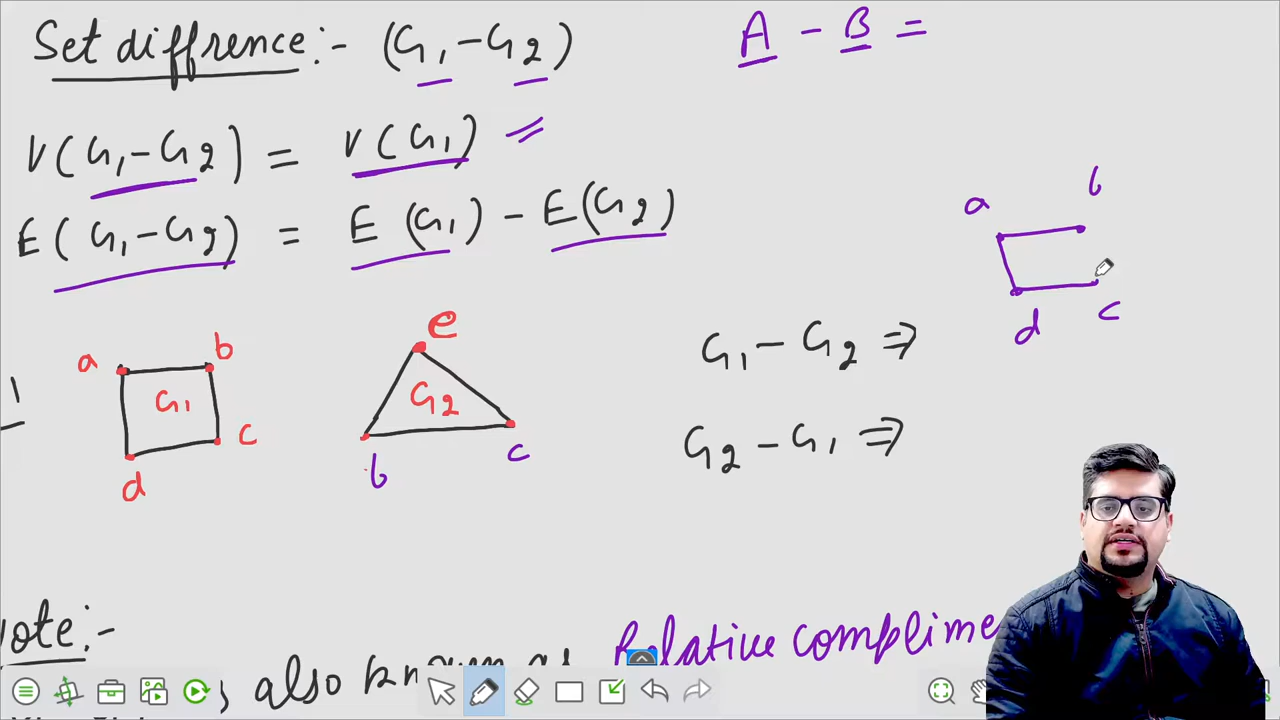 Set diffrence:- (G1-G2)
A - B =
V(G1-G2) = V(G1)
E(G1-G2) = E(G1) - E(G2)
a b
d c
1
a b
G1
d c
e
G2
b c
G1-G2 ⇒
G2-G1 ⇒
Note:-
also known as Relative complime